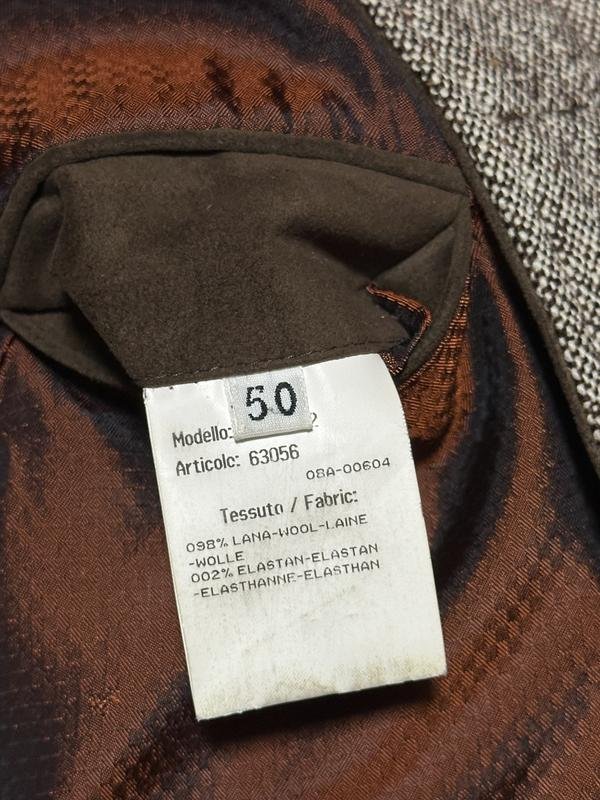 50
Modello:
Articolo: 63056
08A-00604
Tessuto / Fabric:
098% LANA-WOOL-LAINE
-WOLLE
002% ELASTAN-ELASTAN
-ELASTHANNE-ELASTHAN